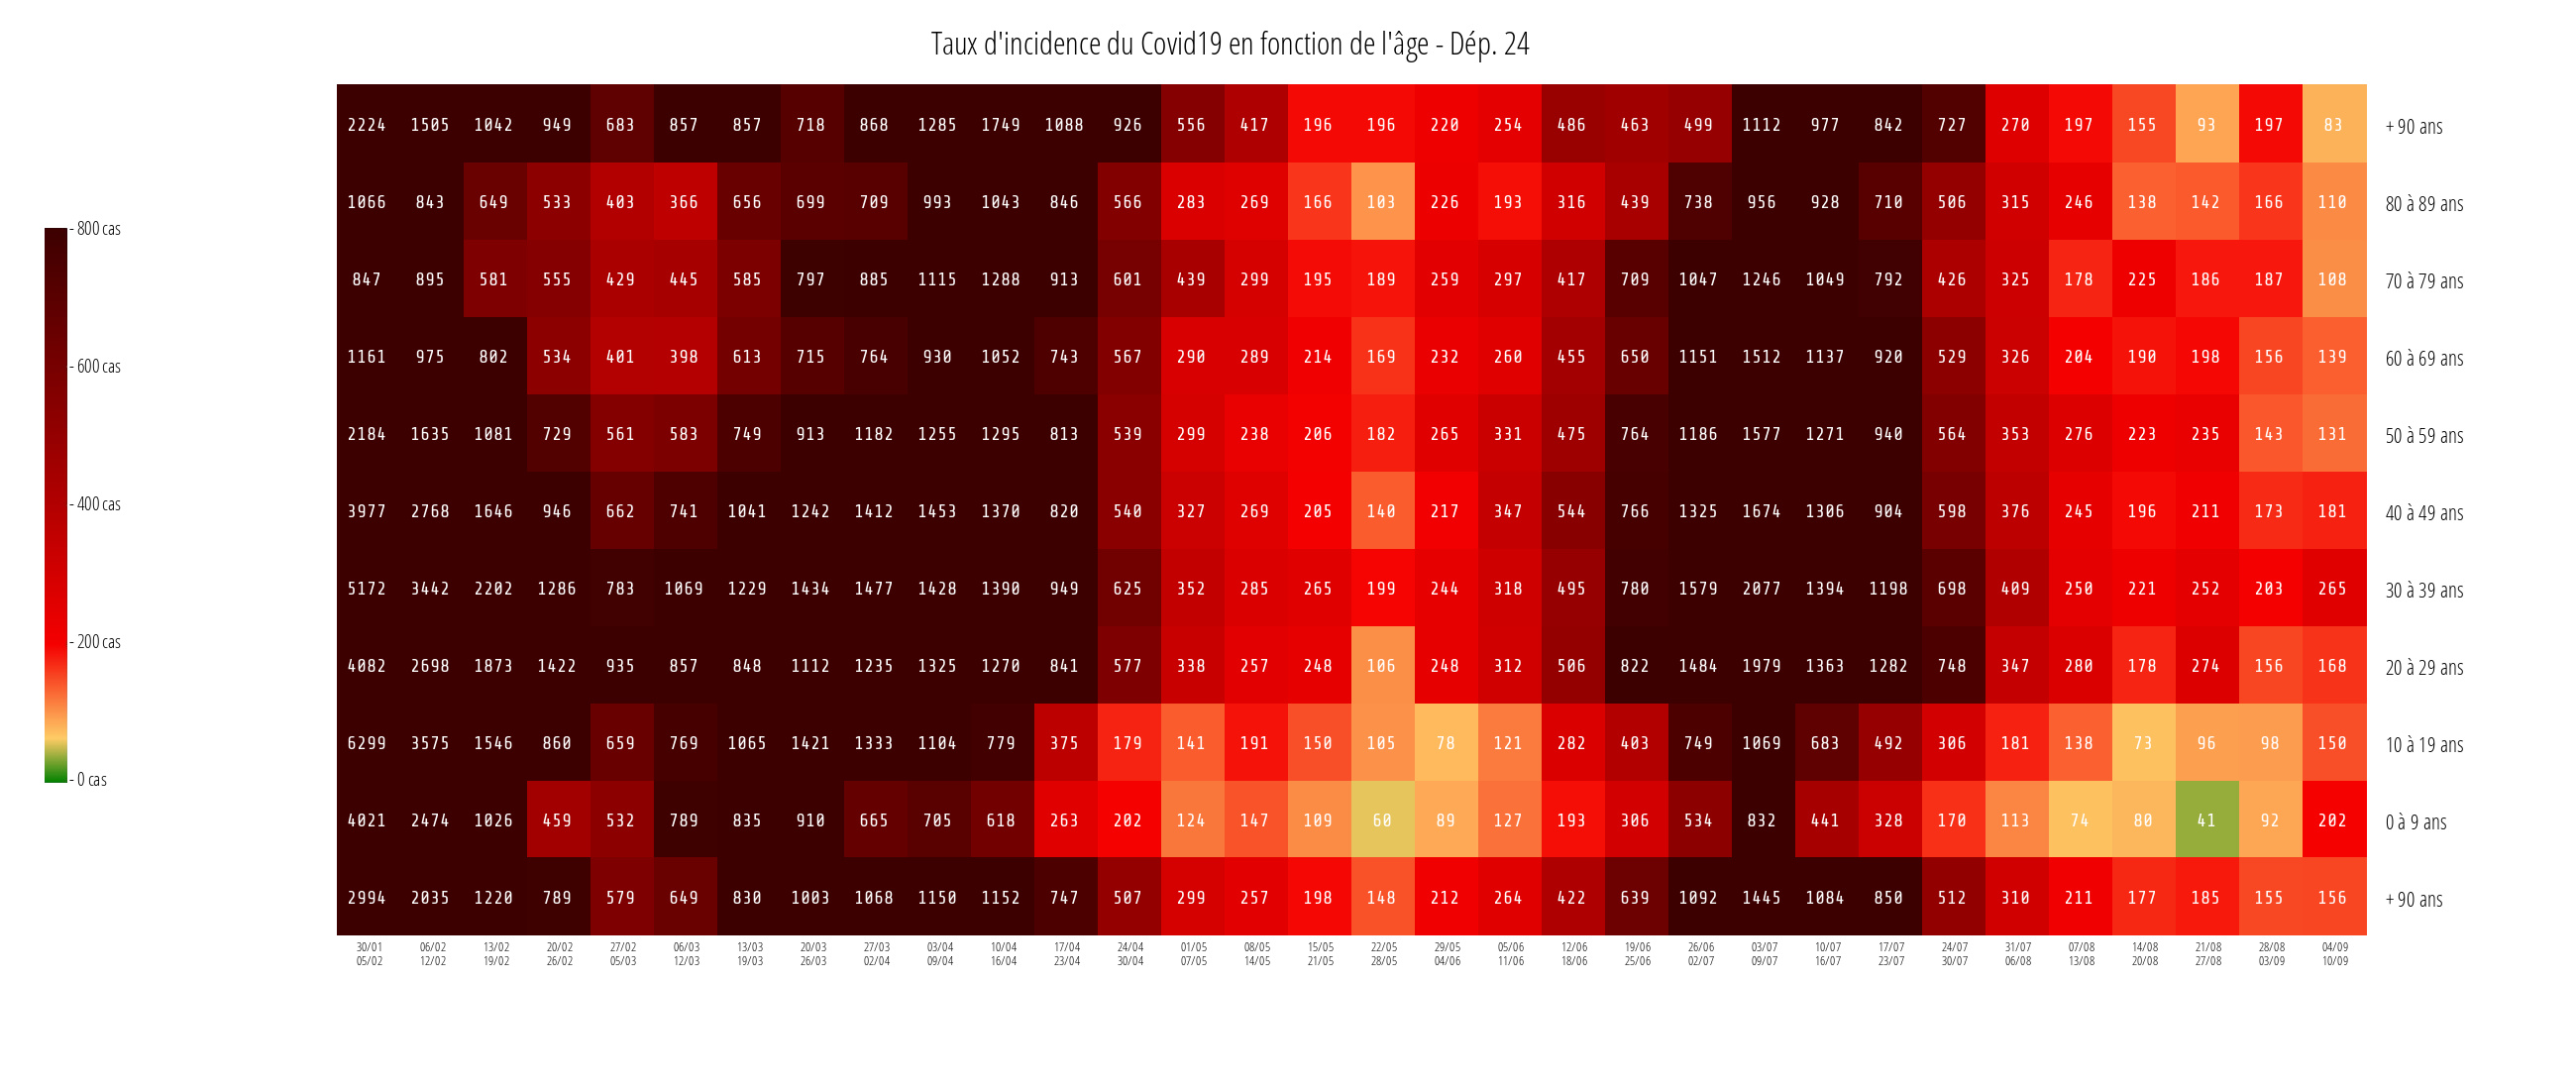 Taux d'incidence du Covid19 en fonction de l'âge - Dép. 24
2224 1505 1042 949 683 857 857 718 868 1285 1749 1088 926 556 417 196 196 220 254 486 463 499 1112 977 842 727 270 197 155 93 197 83 + 90 ans
1066 843 649 533 403 366 656 699 709 993 1043 846 566 283 269 166 103 226 193 316 439 738 956 928 710 506 315 246 138 142 166 110 80 à 89 ans
- 800 cas
847 895 581 555 429 445 585 797 885 1115 1288 913 601 439 299 195 189 259 297 417 709 1047 1246 1049 792 426 325 178 225 186 187 108 70 à 79 ans
1161 975 802 534 401 398 613 715 764 930 1052 743 567 290 289 214 169 232 260 455 650 1151 1512 1137 920 529 326 204 190 198 156 139 60 à 69 ans
- 600 cas
2184 1635 1081 729 561 583 749 913 1182 1255 1295 813 539 299 238 206 182 265 331 475 764 1186 1577 1271 940 564 353 276 223 235 143 131 50 à 59 ans
- 400 cas
3977 2768 1646 946 662 741 1041 1242 1412 1453 1370 820 540 327 269 205 140 217 347 544 766 1325 1674 1306 904 598 376 245 196 211 173 181 40 à 49 ans
5172 3442 2202 1286 783 1069 1229 1434 1477 1428 1390 949 625 352 285 265 199 244 318 495 780 1579 2077 1394 1198 698 409 250 221 252 203 265 30 à 39 ans
- 200 cas
4082 2698 1873 1422 935 857 848 1112 1235 1325 1270 841 577 338 257 248 106 248 312 506 822 1484 1979 1363 1282 748 347 280 178 274 156 168 20 à 29 ans
6299 3575 1546 860 659 769 1065 1421 1333 1104 779 375 179 141 191 150 105 78 121 282 403 749 1069 683 492 306 181 138 73 96 98 150 10 à 19 ans
- 0 cas
4021 2474 1026 459 532 789 835 910 665 705 618 263 202 124 147 109 60 89 127 193 306 534 832 441 328 170 113 74 80 41 92 202 0 à 9 ans
2994 2035 1220 789 579 649 830 1003 1068 1150 1152 747 507 299 257 198 148 212 264 422 639 1092 1445 1084 850 512 310 211 177 185 155 156 + 90 ans
30/01 06/02 13/02 20/02 27/02 06/03 13/03 20/03 27/03 03/04 10/04 17/04 24/04 01/05 08/05 15/05 22/05 29/05 05/06 12/06 19/06 26/06 03/07 10/07 17/07 24/07 31/07 07/08 14/08 21/08 28/08 04/09
05/02 12/02 19/02 26/02 05/03 12/03 19/03 26/03 02/04 09/04 16/04 23/04 30/04 07/05 14/05 21/05 28/05 04/06 11/06 18/06 25/06 02/07 09/07 16/07 23/07 30/07 06/08 13/08 20/08 27/08 03/09 10/09